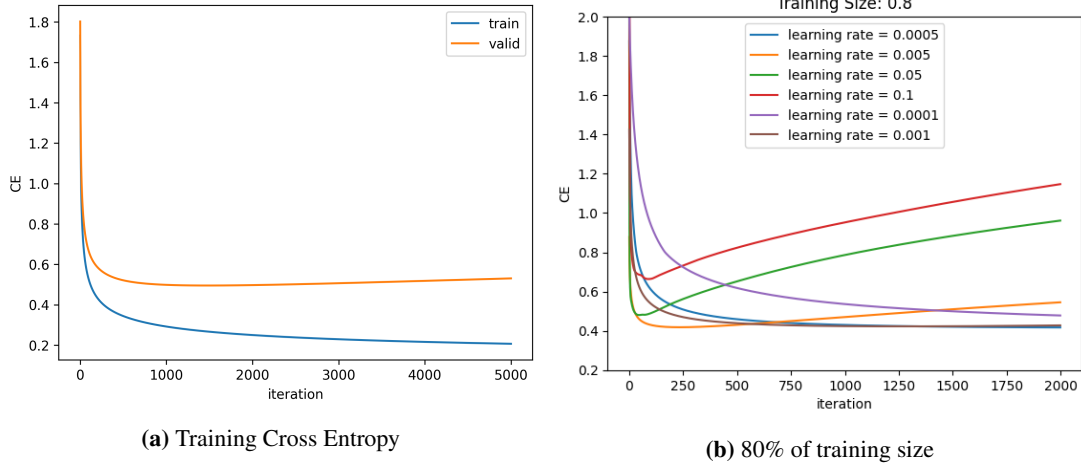 1.8
1.6
1.4
1.2
1.0
0.8
0.6
0.4
0.2
CE
train
valid
0
1000
2000
3000
4000
5000
iteration
(a) Training Cross Entropy
Training Size: 0.8
2.0
1.8
1.6
1.4
1.2
1.0
0.8
0.6
0.4
0.2
CE
learning rate = 0.0005
learning rate = 0.005
learning rate = 0.05
learning rate = 0.1
learning rate = 0.0001
learning rate = 0.001
0
250
500
750
1000
1250
1500
1750
2000
iteration
(b) 80% of training size